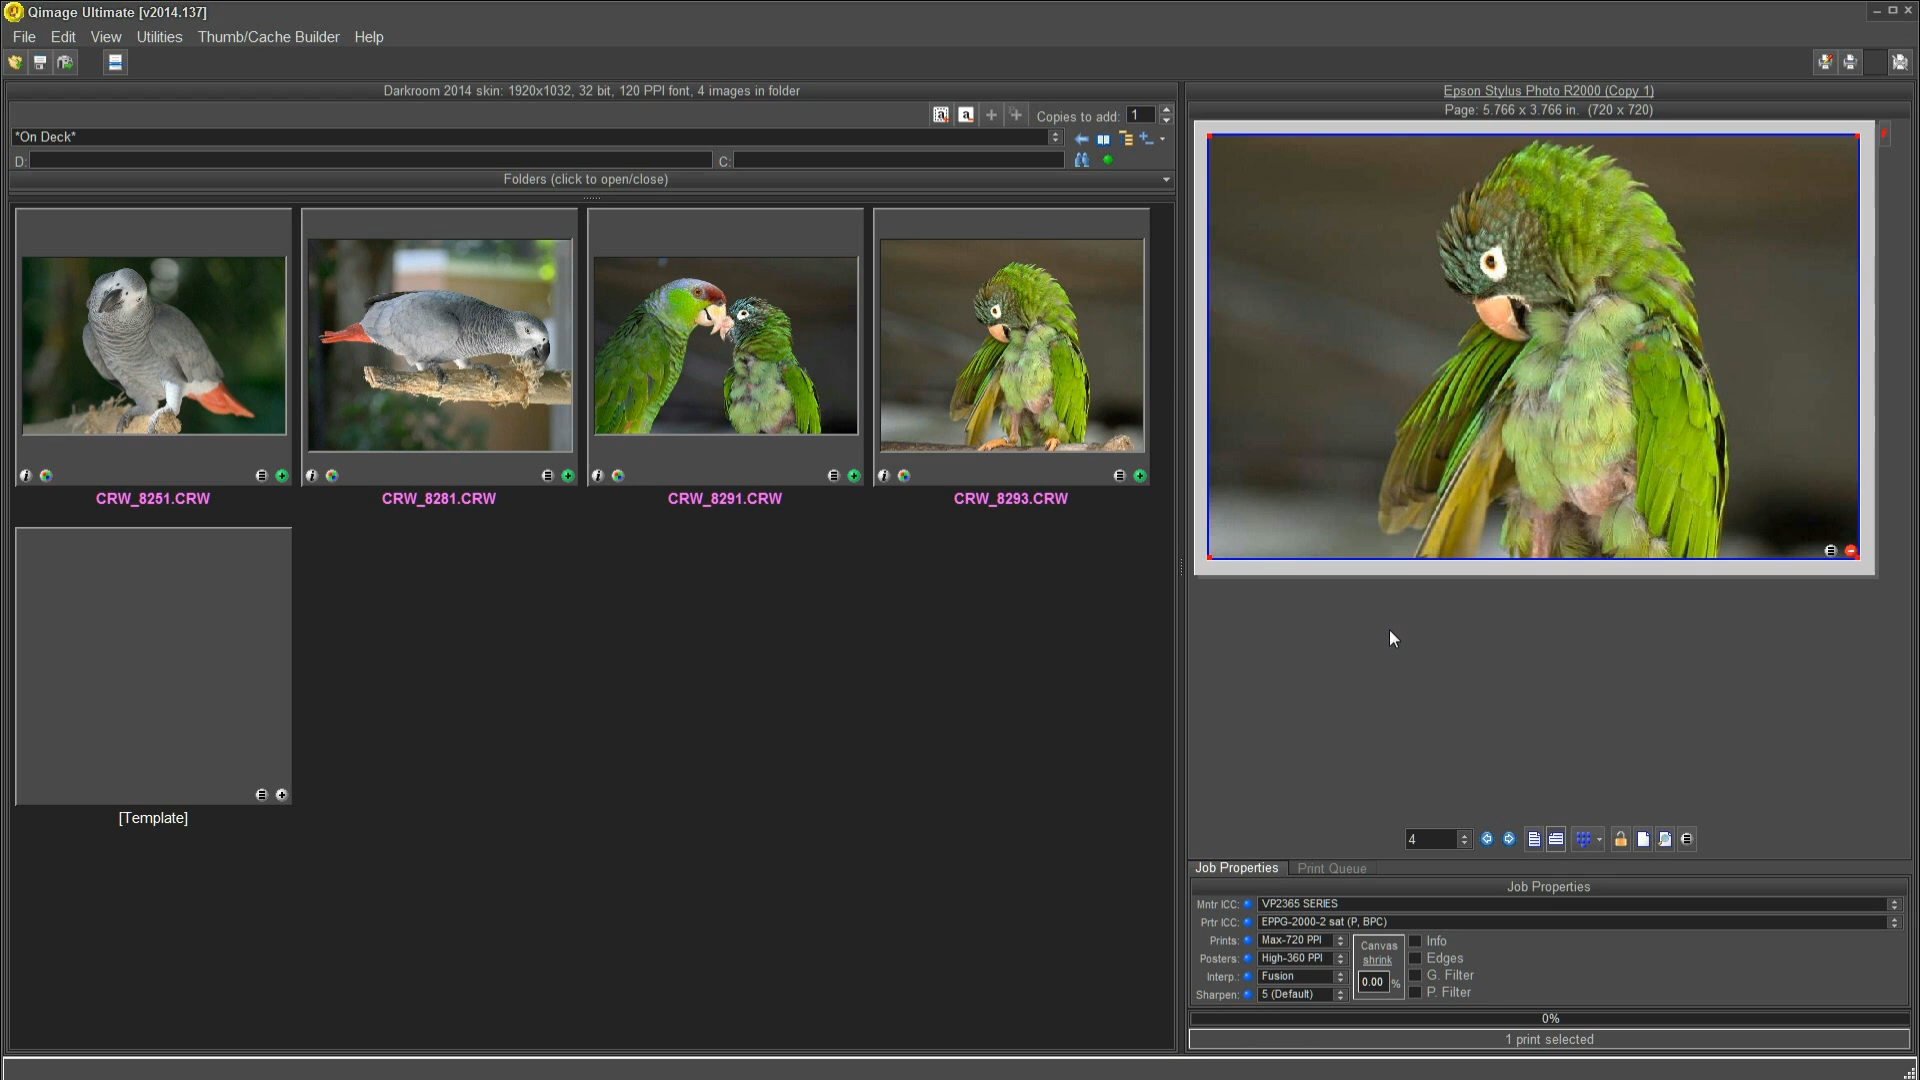 Qimage Ultimate [v2014.137]
File Edit View Utilities Thumb/Cache Builder Help
Darkroom 2014 skin: 1920x1032, 32 bit, 120 PPI font, 4 images in folder
Copies to add: 1
*On Deck*
D: C:
Folders (click to open/close)
CRW_8251.CRW
CRW_8281.CRW
CRW_8291.CRW
CRW_8293.CRW
[Template]
Epson Stylus Photo R2000 (Copy 1)
Page: 5.766 x 3.766 in. (720 x 720)
4
Job Properties Print Queue
Job Properties
Mntr ICC: VP2365 SERIES
Prtr ICC: EPPG-2000-2 sat (P, BPC)
Prints: Max-720 PPI
Posters: High-360 PPI
Interp.: Fusion
Sharpen: 5 (Default)
Canvas
shrink
0.00 %
Info
Edges
G. Filter
P. Filter
0%
1 print selected